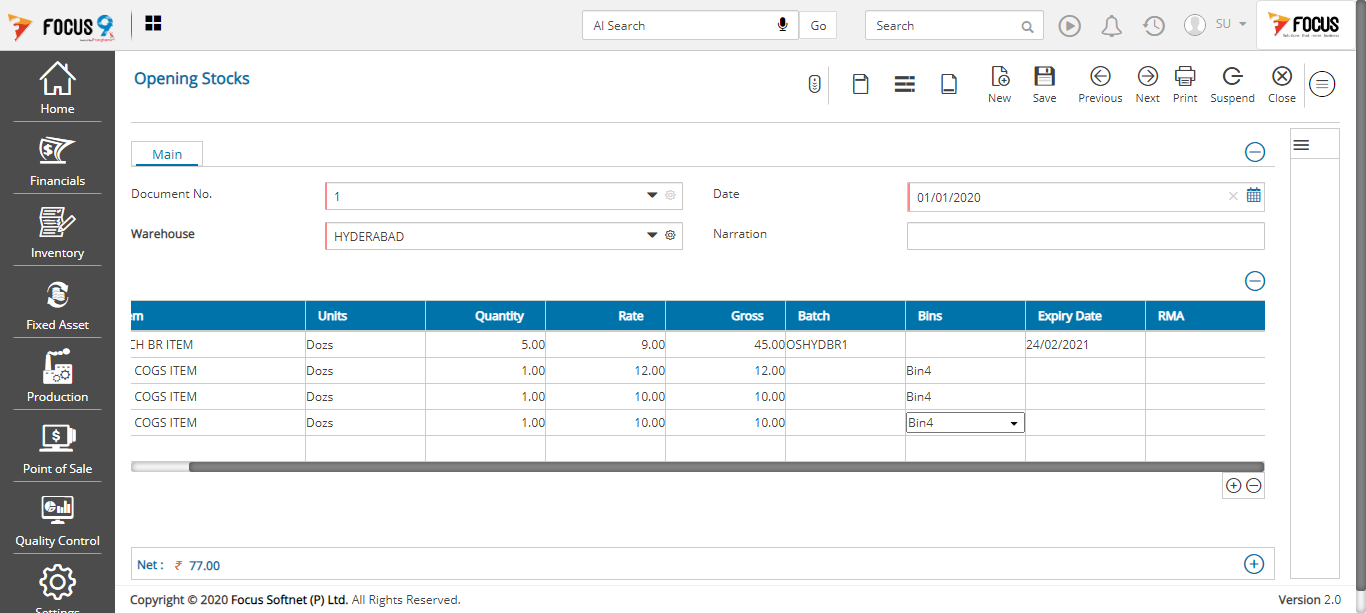 FOCUS 9
AI Search
Go
Search
SU
FOCUS
Home
Financials
Inventory
Fixed Asset
Production
Point of Sale
Quality Control
Settings
Opening Stocks
New Save Previous Next Print Suspend Close
Main
Document No. 1 Date 01/01/2020
Warehouse HYDERABAD Narration
em Units Quantity Rate Gross Batch Bins Expiry Date RMA
CH BR ITEM Dozs 5.00 9.00 45.00 OSHYDBR1 24/02/2021
COGS ITEM Dozs 1.00 12.00 12.00 Bin4
COGS ITEM Dozs 1.00 10.00 10.00 Bin4
COGS ITEM Dozs 1.00 10.00 10.00 Bin4
Net : ₹ 77.00
Copyright © 2020 Focus Softnet (P) Ltd. All Rights Reserved. Version 2.0